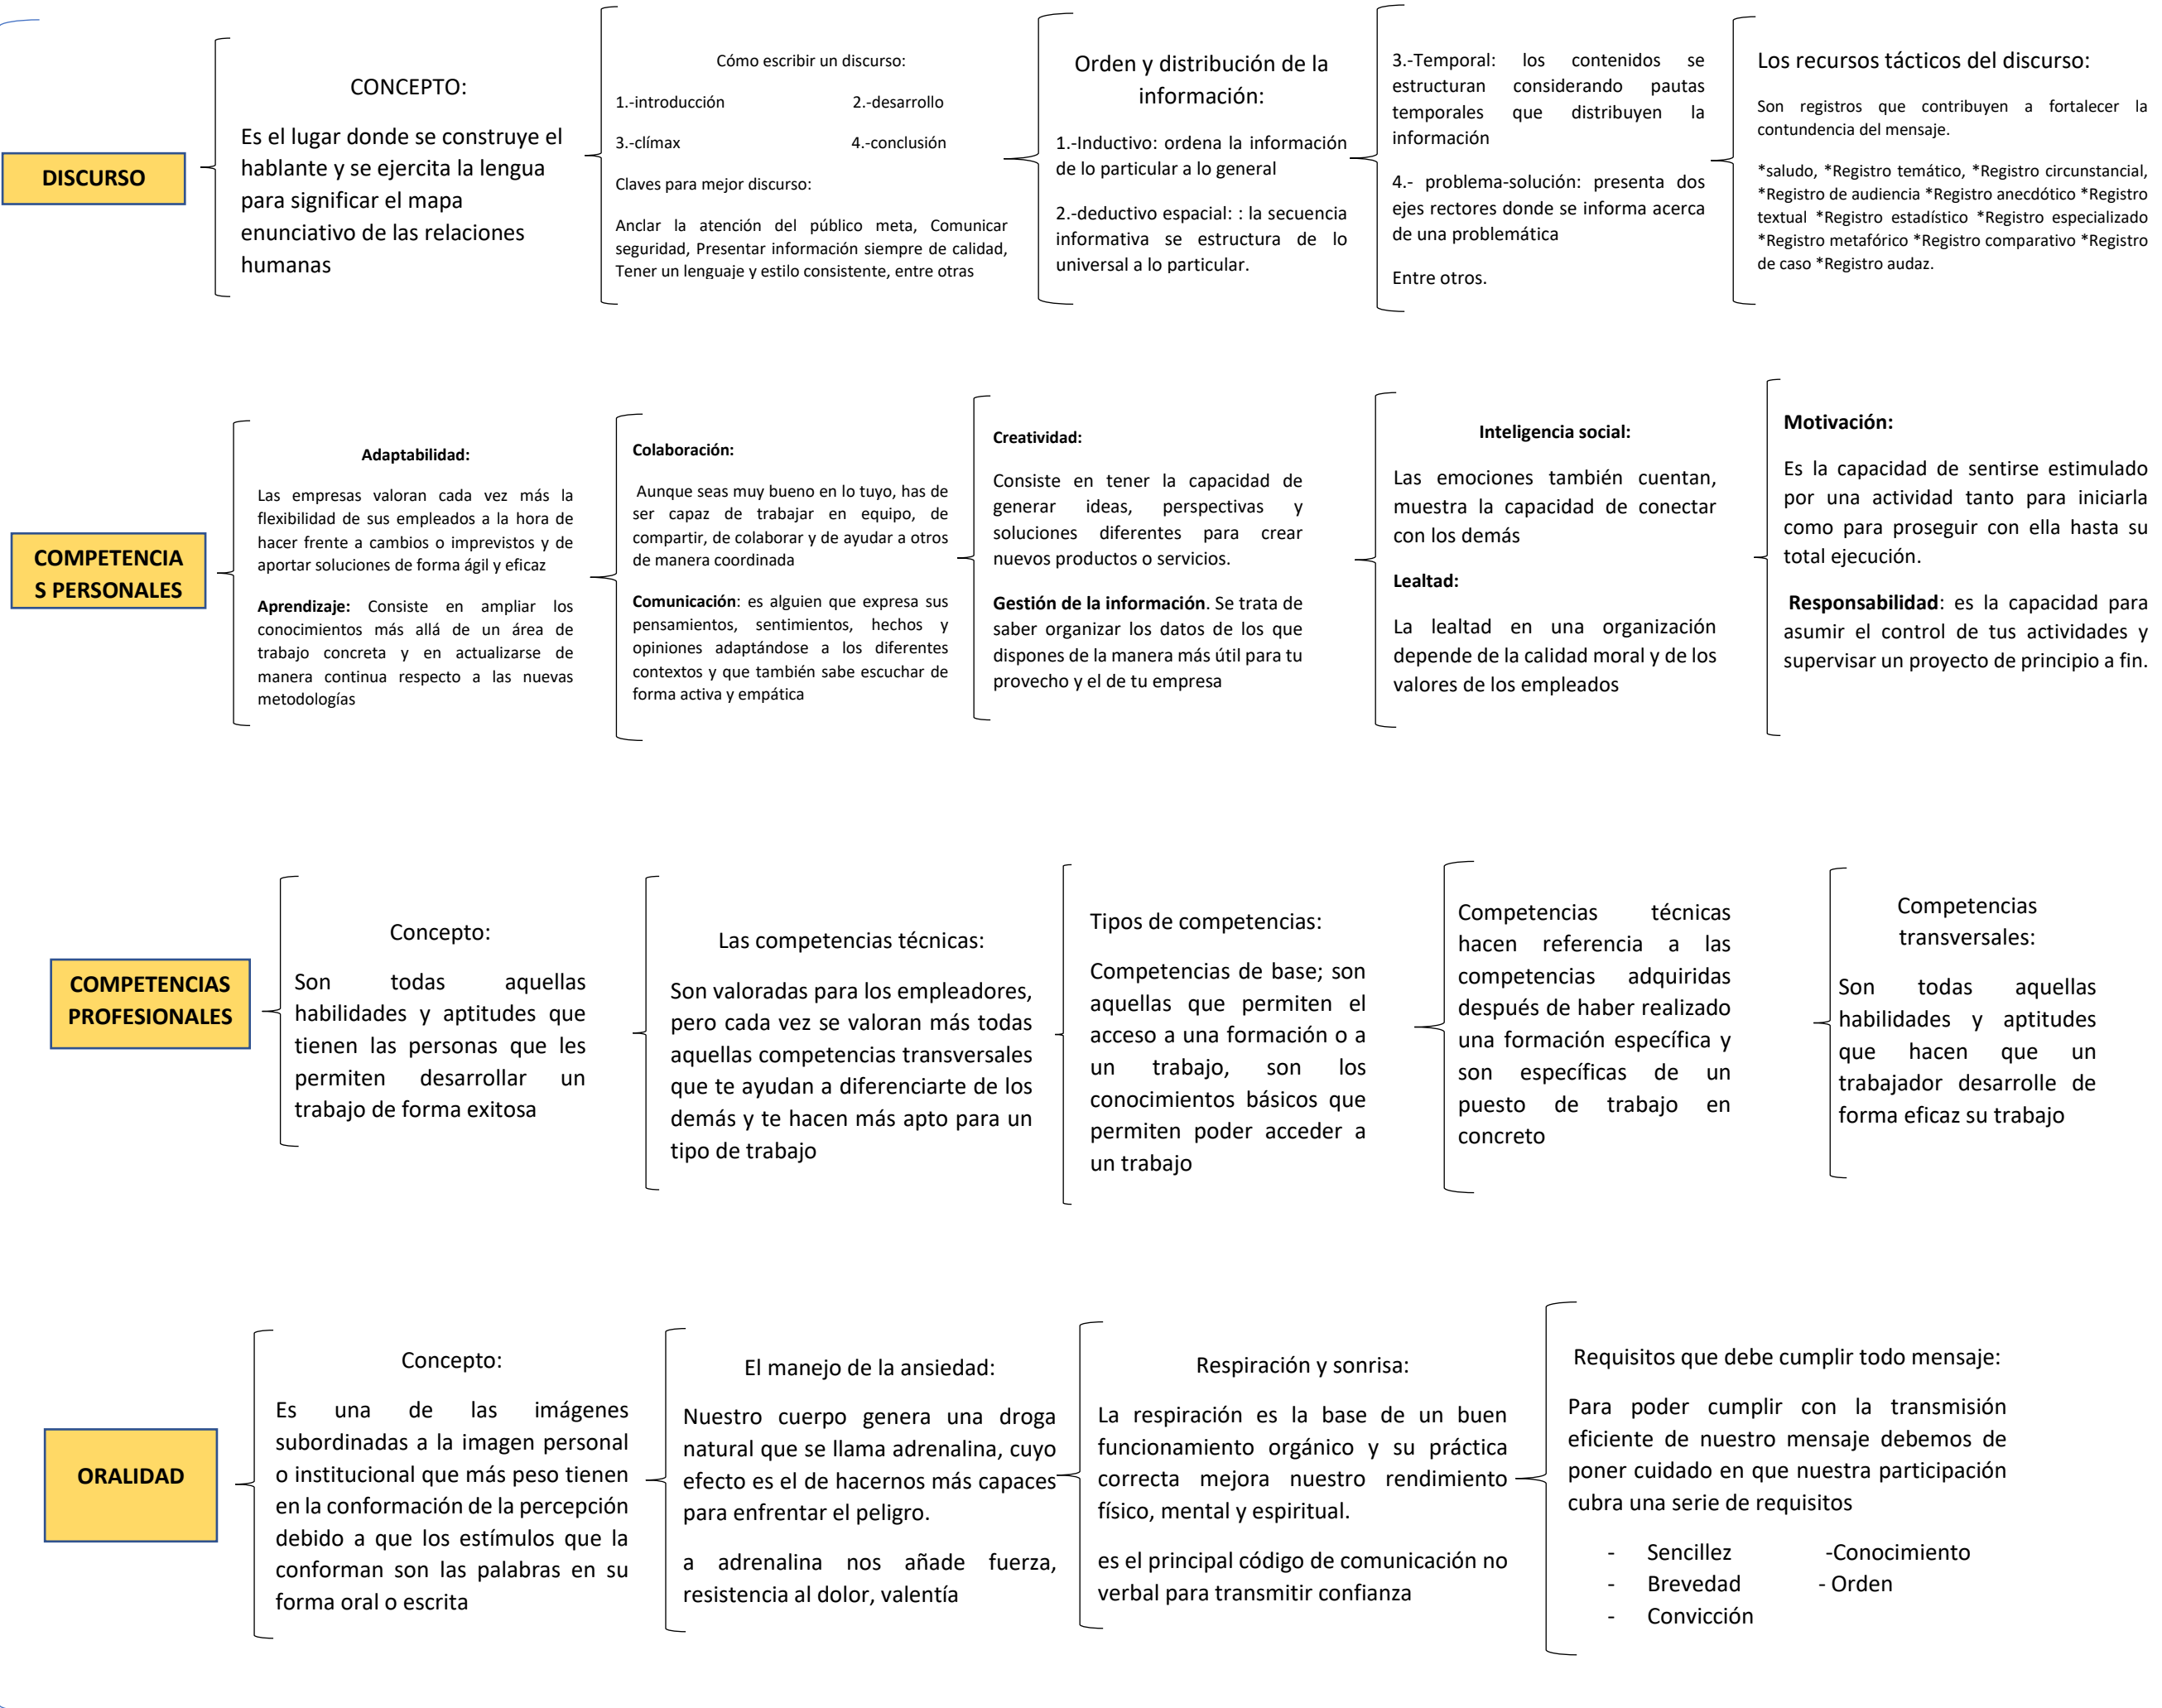 DISCURSO
CONCEPTO:
Es el lugar donde se construye el
hablante y se ejercita la lengua
para significar el mapa
enunciativo de las relaciones
humanas
Cómo escribir un discurso:
1.-introducción 2.-desarrollo
3.-clímax 4.-conclusión
Claves para mejor discurso:
Anclar la atención del público meta, Comunicar
seguridad, Presentar información siempre de calidad,
Tener un lenguaje y estilo consistente, entre otras
Orden y distribución de la
información:
1.-Inductivo: ordena la información
de lo particular a lo general
2.-deductivo espacial: : la secuencia
informativa se estructura de lo
universal a lo particular.
3.-Temporal: los contenidos se
estructuran considerando pautas
temporales que distribuyen la
información
4.- problema-solución: presenta dos
ejes rectores donde se informa acerca
de una problemática
Entre otros.
Los recursos tácticos del discurso:
Son registros que contribuyen a fortalecer la
contundencia del mensaje.
*saludo, *Registro temático, *Registro circunstancial,
*Registro de audiencia *Registro anecdótico *Registro
textual *Registro estadístico *Registro especializado
*Registro metafórico *Registro comparativo *Registro
de caso *Registro audaz.
COMPETENCIA
S PERSONALES
Adaptabilidad:
Las empresas valoran cada vez más la
flexibilidad de sus empleados a la hora de
hacer frente a cambios o imprevistos y de
aportar soluciones de forma ágil y eficaz
Aprendizaje: Consiste en ampliar los
conocimientos más allá de un área de
trabajo concreta y en actualizarse de
manera continua respecto a las nuevas
metodologías
Colaboración:
Aunque seas muy bueno en lo tuyo, has de
ser capaz de trabajar en equipo, de
compartir, de colaborar y de ayudar a otros
de manera coordinada
Comunicación: es alguien que expresa sus
pensamientos, sentimientos, hechos y
opiniones adaptándose a los diferentes
contextos y que también sabe escuchar de
forma activa y empática
Creatividad:
Consiste en tener la capacidad de
generar ideas, perspectivas y
soluciones diferentes para crear
nuevos productos o servicios.
Gestión de la información. Se trata de
saber organizar los datos de los que
dispones de la manera más útil para tu
provecho y el de tu empresa
Inteligencia social:
Las emociones también cuentan,
muestra la capacidad de conectar
con los demás
Lealtad:
La lealtad en una organización
depende de la calidad moral y de los
valores de los empleados
Motivación:
Es la capacidad de sentirse estimulado
por una actividad tanto para iniciarla
como para proseguir con ella hasta su
total ejecución.
Responsabilidad: es la capacidad para
asumir el control de tus actividades y
supervisar un proyecto de principio a fin.
COMPETENCIAS
PROFESIONALES
Concepto:
Son todas aquellas
habilidades y aptitudes que
tienen las personas que les
permiten desarrollar un
trabajo de forma exitosa
Las competencias técnicas:
Son valoradas para los empleadores,
pero cada vez se valoran más todas
aquellas competencias transversales
que te ayudan a diferenciarte de los
demás y te hacen más apto para un
tipo de trabajo
Tipos de competencias:
Competencias de base; son
aquellas que permiten el
acceso a una formación o a
un trabajo, son los
conocimientos básicos que
permiten poder acceder a
un trabajo
Competencias técnicas
hacen referencia a las
competencias adquiridas
después de haber realizado
una formación específica y
son específicas de un
puesto de trabajo en
concreto
Competencias
transversales:
Son todas aquellas
habilidades y aptitudes
que hacen que un
trabajador desarrolle de
forma eficaz su trabajo
ORALIDAD
Concepto:
Es una de las imágenes
subordinadas a la imagen personal
o institucional que más peso tienen
en la conformación de la percepción
debido a que los estímulos que la
conforman son las palabras en su
forma oral o escrita
El manejo de la ansiedad:
Nuestro cuerpo genera una droga
natural que se llama adrenalina, cuyo
efecto es el de hacernos más capaces
para enfrentar el peligro.
a adrenalina nos añade fuerza,
resistencia al dolor, valentía
Respiración y sonrisa:
La respiración es la base de un buen
funcionamiento orgánico y su práctica
correcta mejora nuestro rendimiento
físico, mental y espiritual.
es el principal código de comunicación no
verbal para transmitir confianza
Requisitos que debe cumplir todo mensaje:
Para poder cumplir con la transmisión
eficiente de nuestro mensaje debemos de
poner cuidado en que nuestra participación
cubra una serie de requisitos
- Sencillez -Conocimiento
- Brevedad - Orden
- Convicción